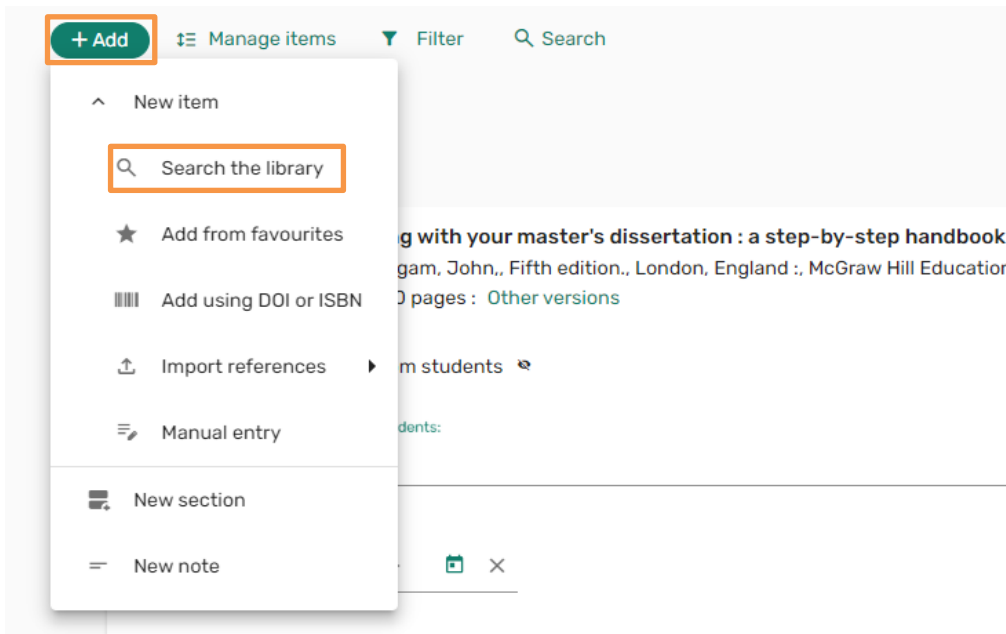 + Add Manage items Filter Search
New item
Search the library
Add from favourites
g with your master's dissertation : a step-by-step handbook
gam, John,, Fifth edition., London, England :, McGraw Hill Education
Add using DOI or ISBN
0 pages : Other versions
Import references
m students
Manual entry
dents:
New section
New note